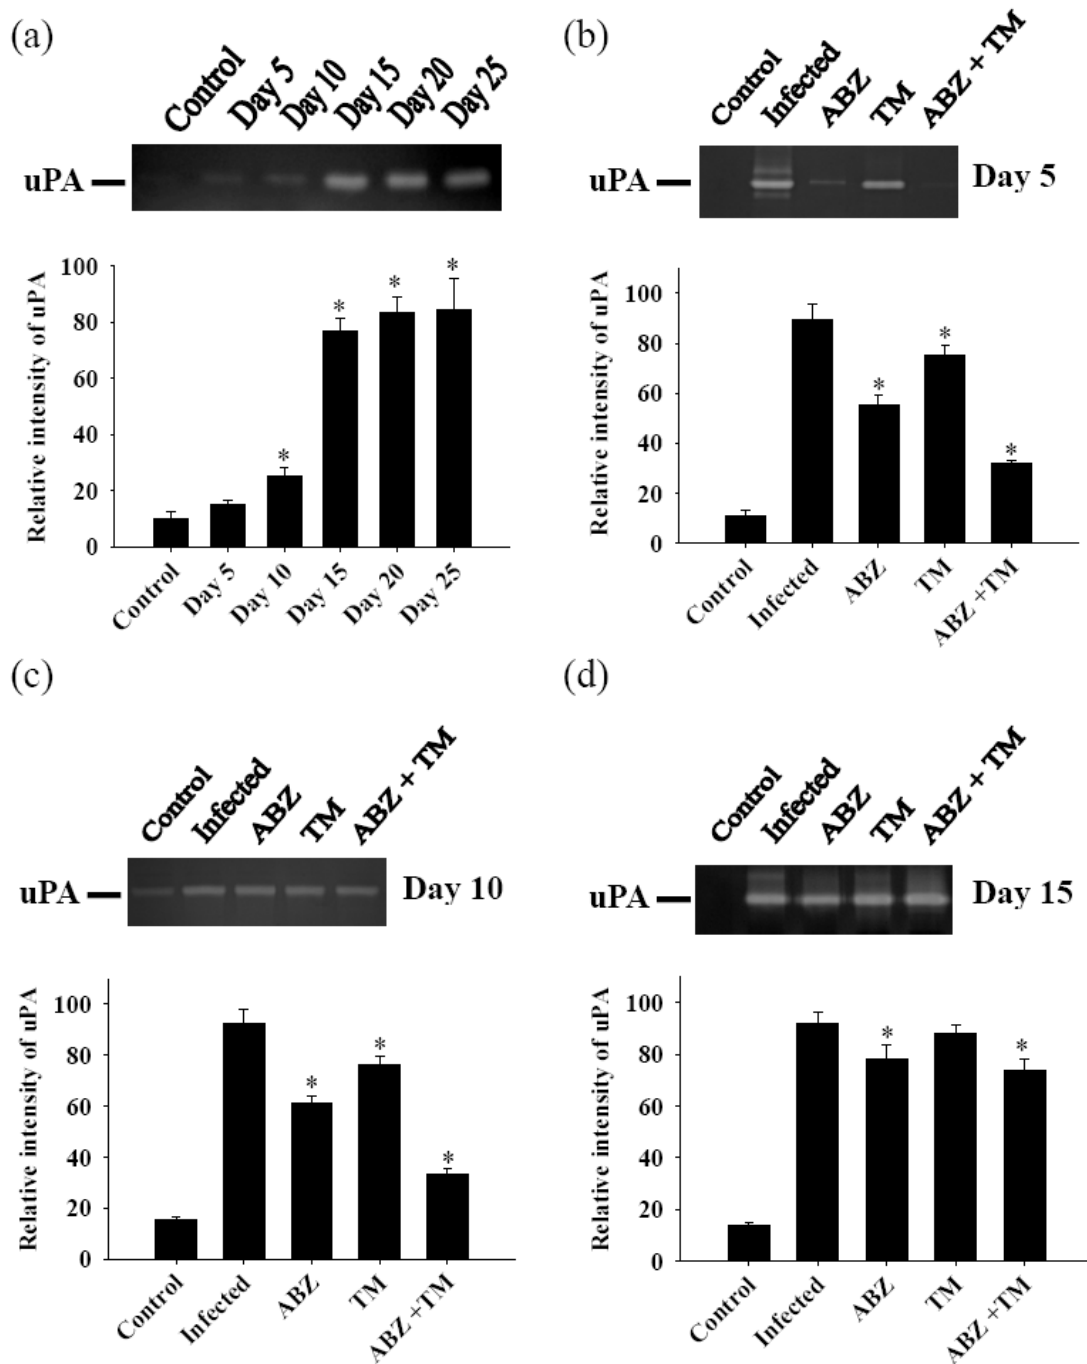 (a)
Control
Day 5
Day 10
Day 15
Day 20
Day 25
uPA
Relative intensity of uPA
100
80
60
40
20
0
*
*
*
*
Control
Day 5
Day 10
Day 15
Day 20
Day 25
(b)
Control
Infected
ABZ
TM
ABZ + TM
uPA
Day 5
Relative intensity of uPA
100
80
60
40
20
0
*
*
*
Control
Infected
ABZ
TM
ABZ +TM
(c)
Control
Infected
ABZ
TM
ABZ + TM
uPA
Day 10
Relative intensity of uPA
100
80
60
40
20
0
*
*
*
Control
Infected
ABZ
TM
ABZ +TM
(d)
Control
Infected
ABZ
TM
ABZ + TM
uPA
Day 15
Relative intensity of uPA
100
80
60
40
20
0
*
*
Control
Infected
ABZ
TM
ABZ +TM